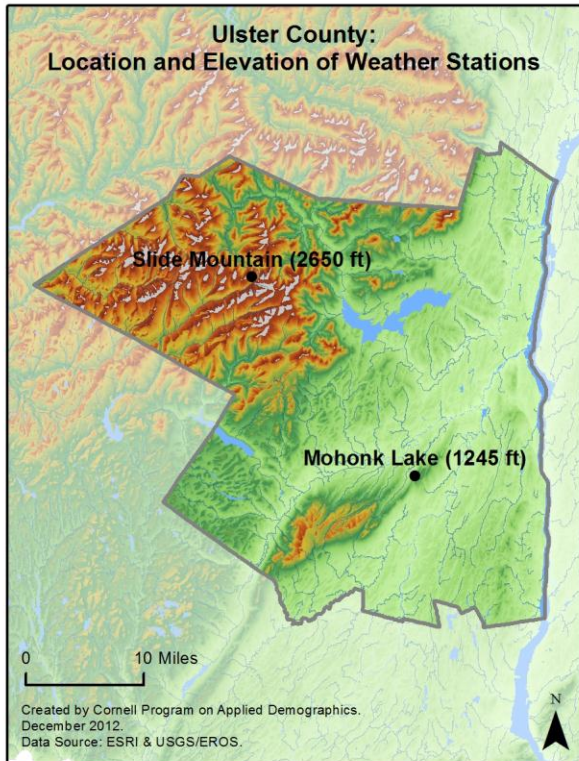 Ulster County:
Location and Elevation of Weather Stations
Slide Mountain (2650 ft)
Mohonk Lake (1245 ft)
0 10 Miles
N
Created by Cornell Program on Applied Demographics.
December 2012.
Data Source: ESRI & USGS/EROS.